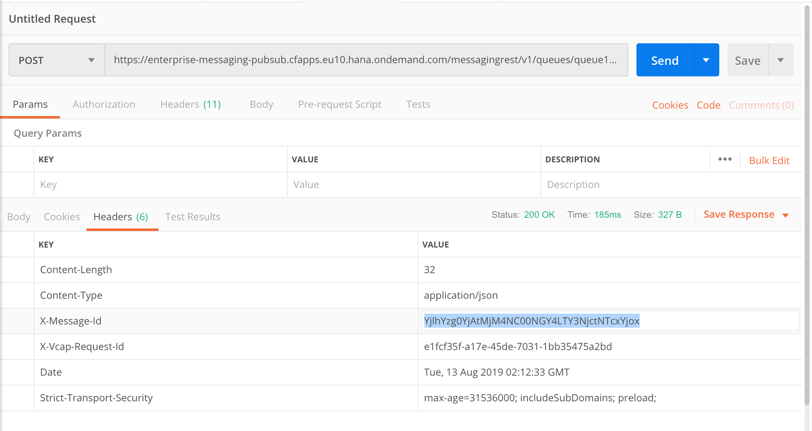 Untitled Request
POST https://enterprise-messaging-pubsub.cfapps.eu10.hana.ondemand.com/messagingrest/v1/queues/queue1... Send Save
Params Authorization Headers (11) Body Pre-request Script Tests Cookies Code Comments (0)
Query Params
KEY VALUE DESCRIPTION ••• Bulk Edit
Key Value Description
Body Cookies Headers (6) Test Results Status: 200 OK Time: 185ms Size: 327 B Save Response
KEY VALUE
Content-Length 32
Content-Type application/json
X-Message-Id YjlhYzg0YjAtMjM4NC00NGY4LTY3NjctNTcxYjox
X-Vcap-Request-Id e1fcf35f-a17e-45de-7031-1bb35475a2bd
Date Tue, 13 Aug 2019 02:12:33 GMT
Strict-Transport-Security max-age=31536000; includeSubDomains; preload;